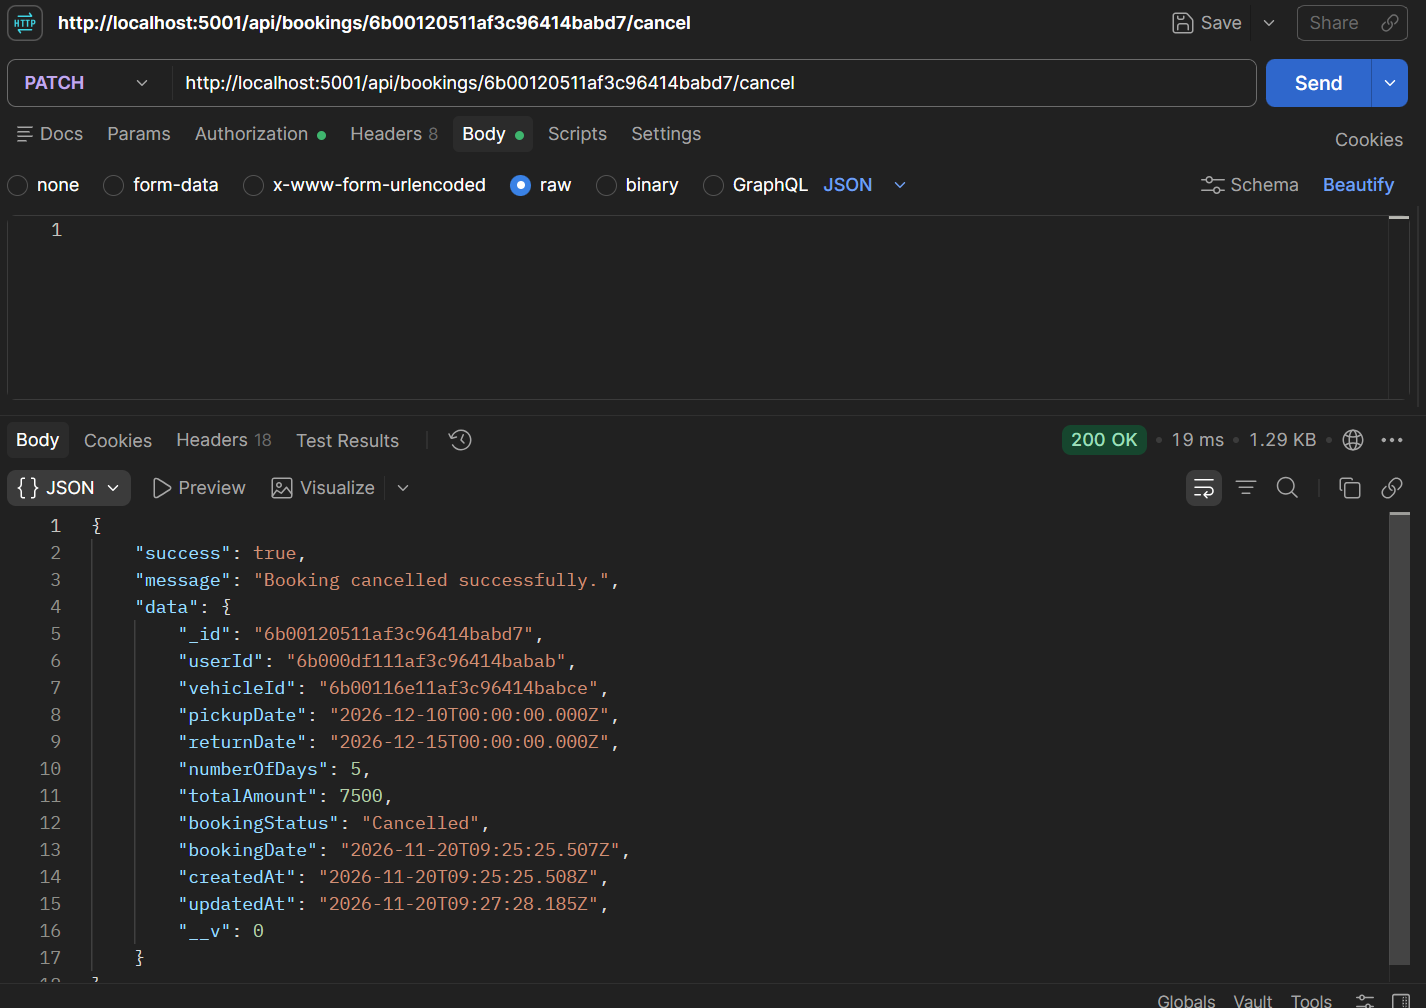 HTTP http://localhost:5001/api/bookings/6b00120511af3c96414babd7/cancel Save Share
PATCH http://localhost:5001/api/bookings/6b00120511af3c96414babd7/cancel Send
Docs Params Authorization Headers 8 Body Scripts Settings Cookies
none form-data x-www-form-urlencoded raw binary GraphQL JSON Schema Beautify
1
Body Cookies Headers 18 Test Results 200 OK • 19 ms • 1.29 KB •
{} JSON Preview Visualize
1 {
2 "success": true,
3 "message": "Booking cancelled successfully.",
4 "data": {
5 "_id": "6b00120511af3c96414babd7",
6 "userId": "6b000df111af3c96414babab",
7 "vehicleId": "6b00116e11af3c96414babce",
8 "pickupDate": "2026-12-10T00:00:00.000Z",
9 "returnDate": "2026-12-15T00:00:00.000Z",
10 "numberOfDays": 5,
11 "totalAmount": 7500,
12 "bookingStatus": "Cancelled",
13 "bookingDate": "2026-11-20T09:25:25.507Z",
14 "createdAt": "2026-11-20T09:25:25.508Z",
15 "updatedAt": "2026-11-20T09:27:28.185Z",
16 "__v": 0
17 }
Globals Vault Tools